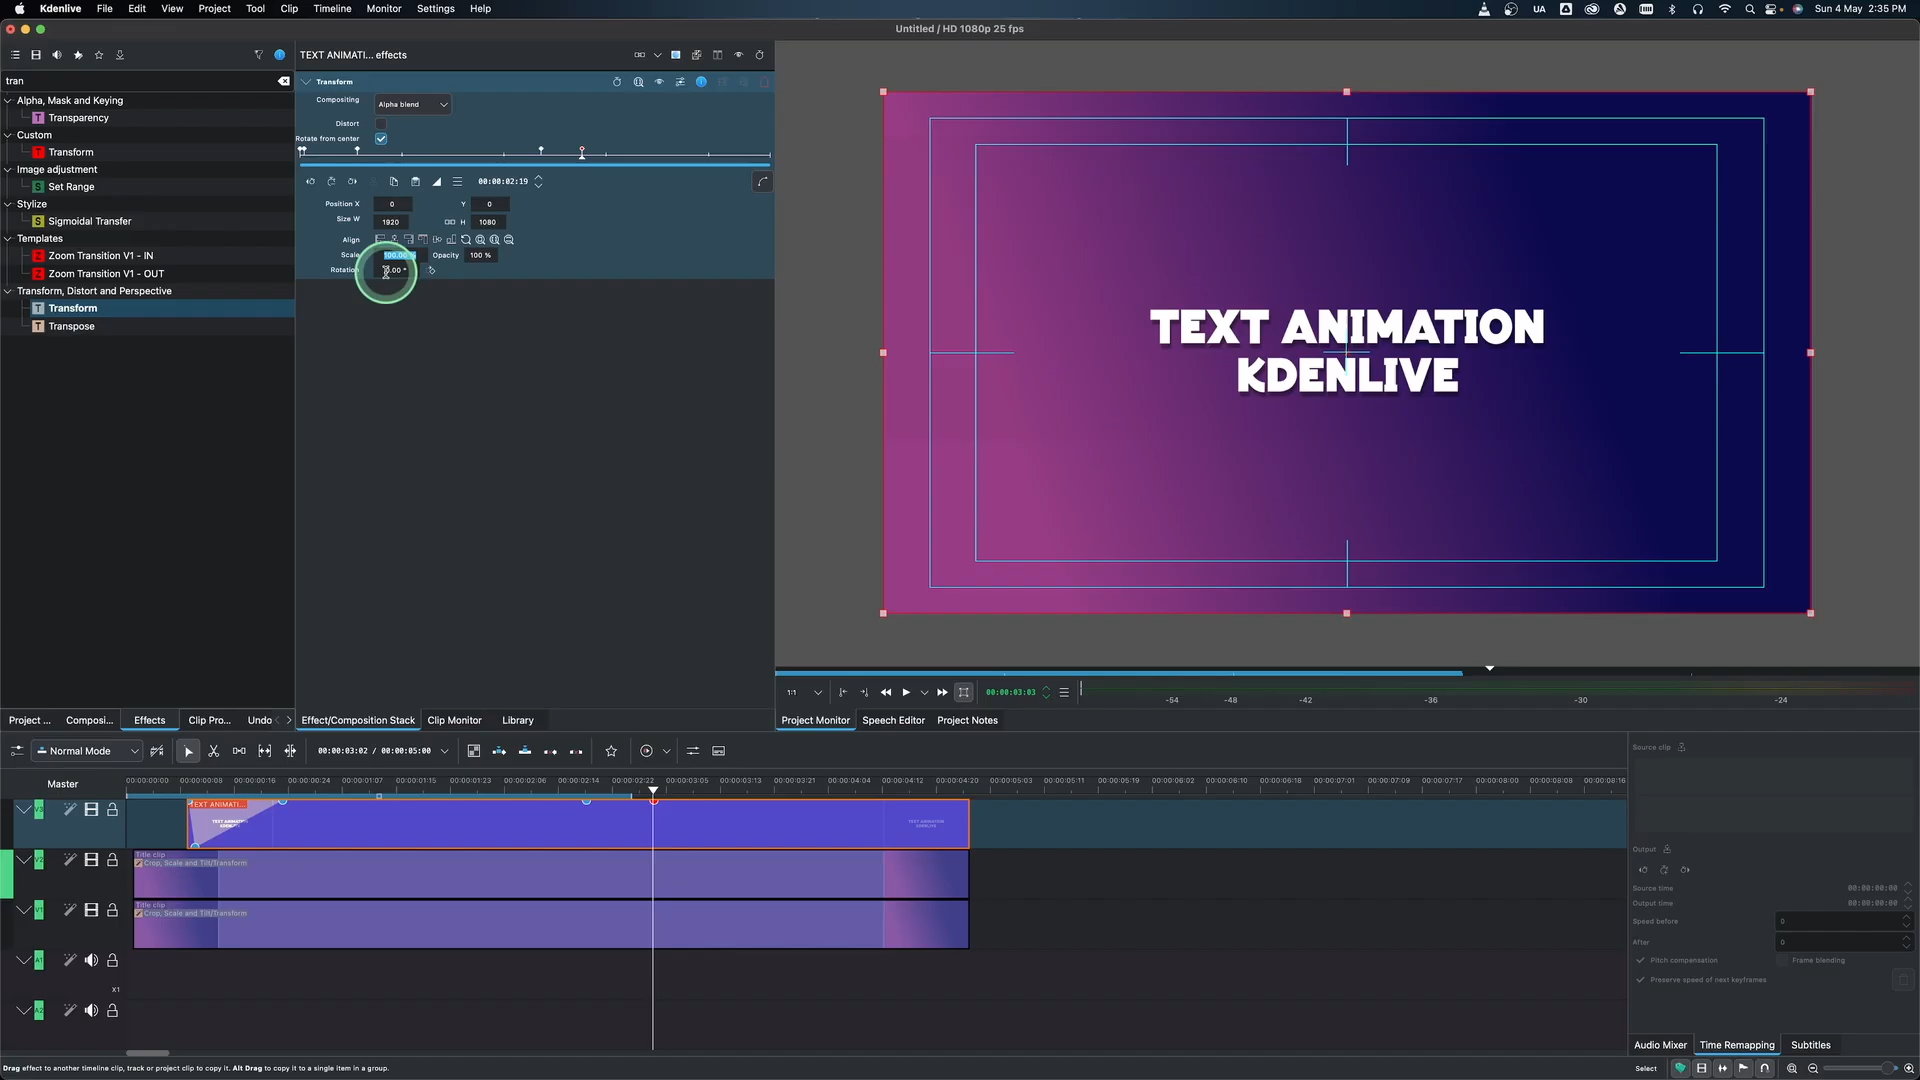 Kdenlive File Edit View Project Tool Clip Timeline Monitor Settings Help
UA
Sun 4 May 2:35 PM
Untitled / HD 1080p 25 fps
TEXT ANIMATI... effects
tran
Alpha, Mask and Keying
Transparency
Custom
Transform
Image adjustment
Set Range
Stylize
Sigmoidal Transfer
Templates
Zoom Transition V1 - IN
Zoom Transition V1 - OUT
Transform, Distort and Perspective
Transform
Transpose
Transform
Compositing Alpha blend
Distort
Rotate from center
00:00:02:19
Position X 0 Y 0
Size W 1920 H 1080
Align
Scale 100.00 % Opacity 100 %
Rotation
TEXT ANIMATION
KDENLIVE
1:1 00:00:03:03 -54 -48 -42 -36 -30 -24
Project ... Composi... Effects Clip Pro... Undo
Effect/Composition Stack Clip Monitor Library
Project Monitor Speech Editor Project Notes
Normal Mode
00:00:03:02 / 00:00:05:00
Master
00:00:00:00 00:00:00:08 00:00:00:16 00:00:00:24 00:00:01:07 00:00:01:15 00:00:01:23 00:00:02:06 00:00:02:14 00:00:02:22 00:00:03:05 00:00:03:13 00:00:03:21 00:00:04:04 00:00:04:12 00:00:04:20 00:00:05:03 00:00:05:11 00:00:05:19 00:00:06:02 00:00:06:10 00:00:06:18 00:00:07:01 00:00:07:09 00:00:07:17 00:00:08:00 00:00:08:08 00:00:08:16
V3
TEXT ANIMATI...
TEXT ANIMATION
KDENLIVE
TEXT ANIMATION
KDENLIVE
V2
Title clip
Crop, Scale and Tilt/Transform
V1
Title clip
Crop, Scale and Tilt/Transform
A1
X1
A2
Source clip
Output
Source time 00:00:00:00
Output time 00:00:00:00
Speed before 0
After 0
Pitch compensation Frame blending
Preserve speed of next keyframes
Audio Mixer Time Remapping Subtitles
Drag effect to another timeline clip, track or project clip to copy it. Alt Drag to copy it to a single item in a group.
Select